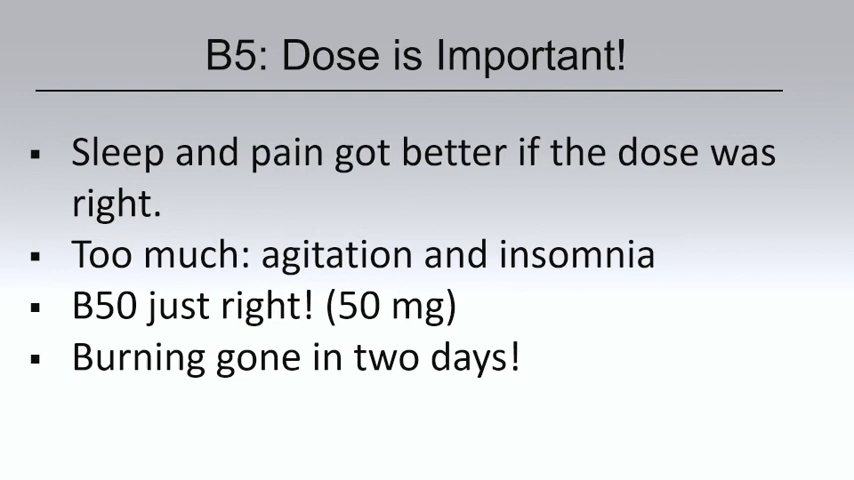 B5: Dose is Important!
▪ Sleep and pain got better if the dose was
right.
▪ Too much: agitation and insomnia
▪ B50 just right! (50 mg)
▪ Burning gone in two days!